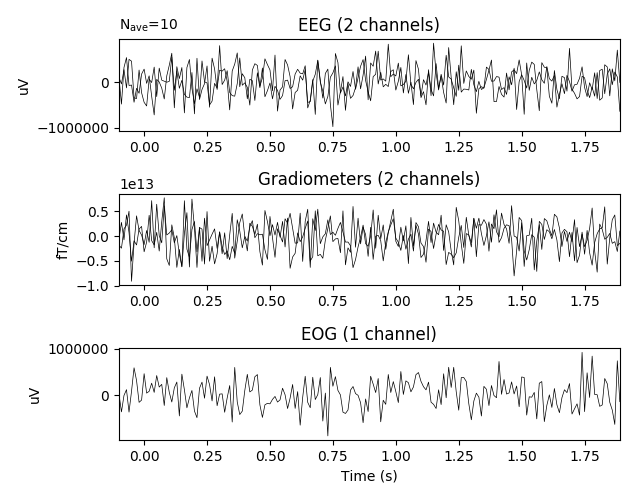 N_ave=10
EEG (2 channels)
uV
0
−1000000
0.00 0.25 0.50 0.75 1.00 1.25 1.50 1.75
1e13
Gradiometers (2 channels)
fT/cm
0.5
0.0
−0.5
−1.0
0.00 0.25 0.50 0.75 1.00 1.25 1.50 1.75
EOG (1 channel)
uV
1000000
0
0.00 0.25 0.50 0.75 1.00 1.25 1.50 1.75
Time (s)